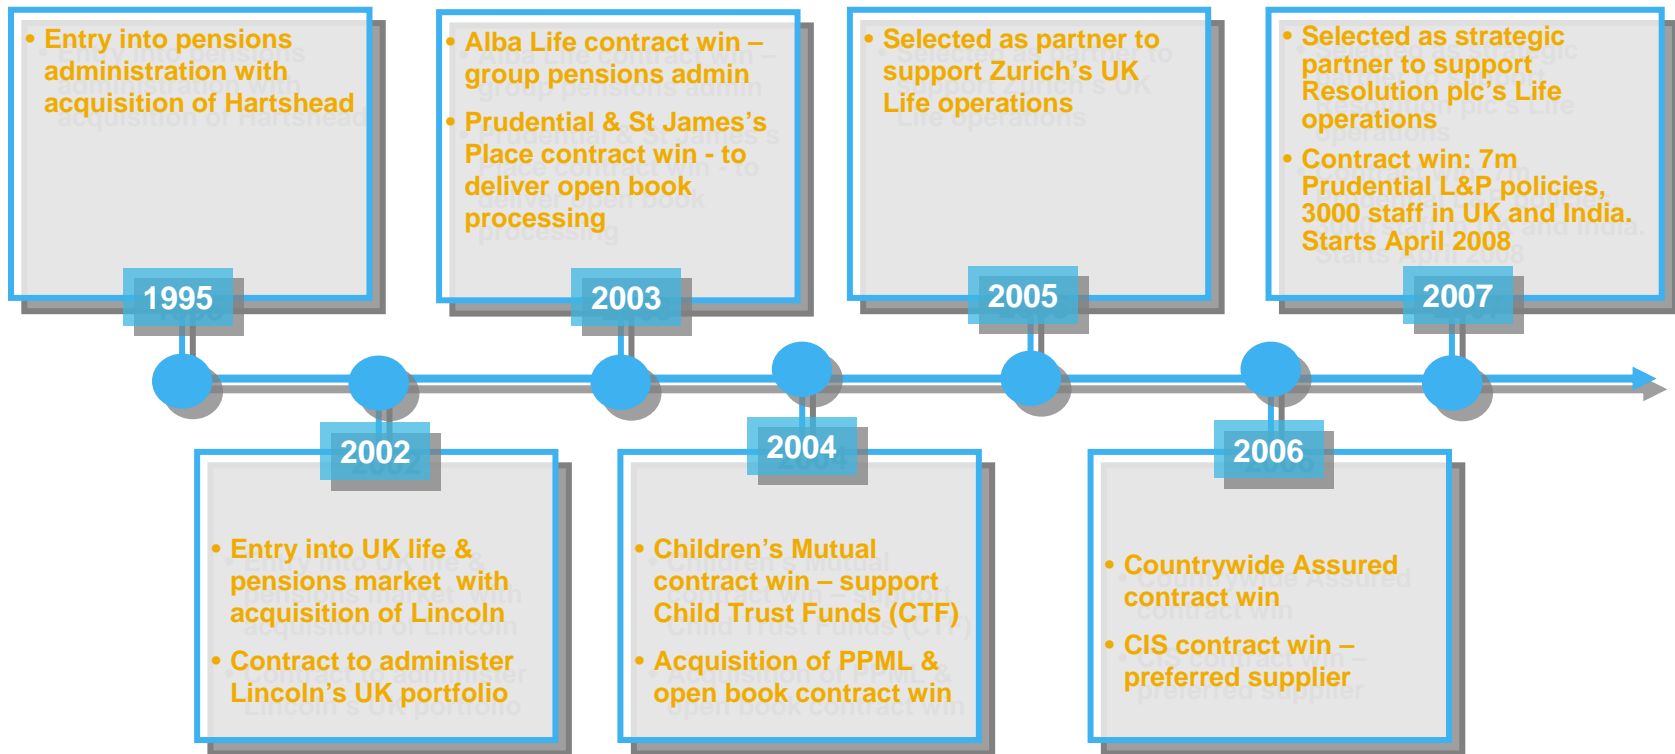 • Entry into pensions
administration with
acquisition of Hartshead
1995
• Alba Life contract win –
group pensions admin
• Prudential & St James’s
Place contract win - to
deliver open book
processing
2003
• Selected as partner to
support Zurich’s UK
Life operations
2005
• Selected as strategic
partner to support
Resolution plc’s Life
operations
• Contract win: 7m
Prudential L&P policies,
3000 staff in UK and India.
Starts April 2008
2007
2002
• Entry into UK life &
pensions market with
acquisition of Lincoln
• Contract to administer
Lincoln’s UK portfolio
2004
• Children’s Mutual
contract win – support
Child Trust Funds (CTF)
• Acquisition of PPML &
open book contract win
2006
• Countrywide Assured
contract win
• CIS contract win –
preferred supplier